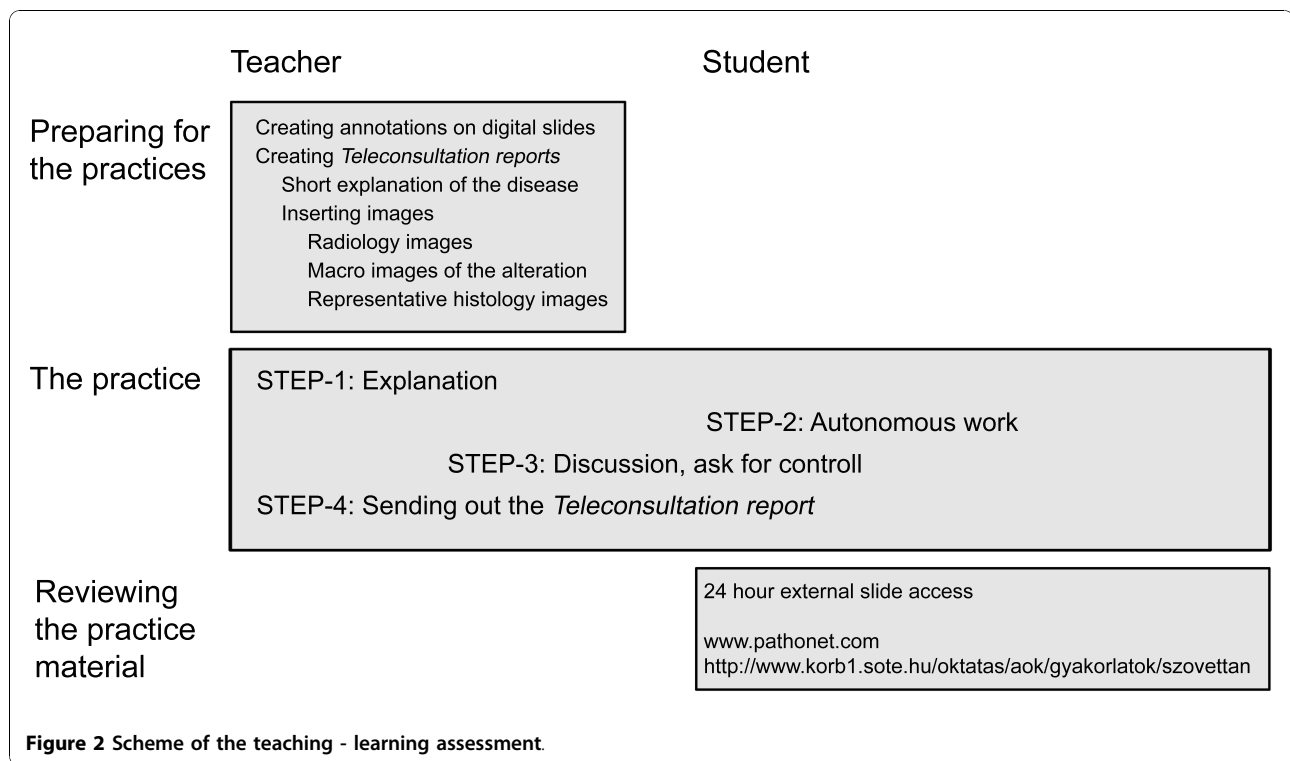 Teacher
Student
Preparing for
the practices
Creating annotations on digital slides
Creating Teleconsultation reports
Short explanation of the disease
Inserting images
Radiology images
Macro images of the alteration
Representative histology images
The practice
STEP-1: Explanation
STEP-2: Autonomous work
STEP-3: Discussion, ask for controll
STEP-4: Sending out the Teleconsultation report
Reviewing
the practice
material
24 hour external slide access
www.pathonet.com
http://www.korb1.sote.hu/oktatas/aok/gyakorlatok/szovettan
Figure 2 Scheme of the teaching - learning assessment.